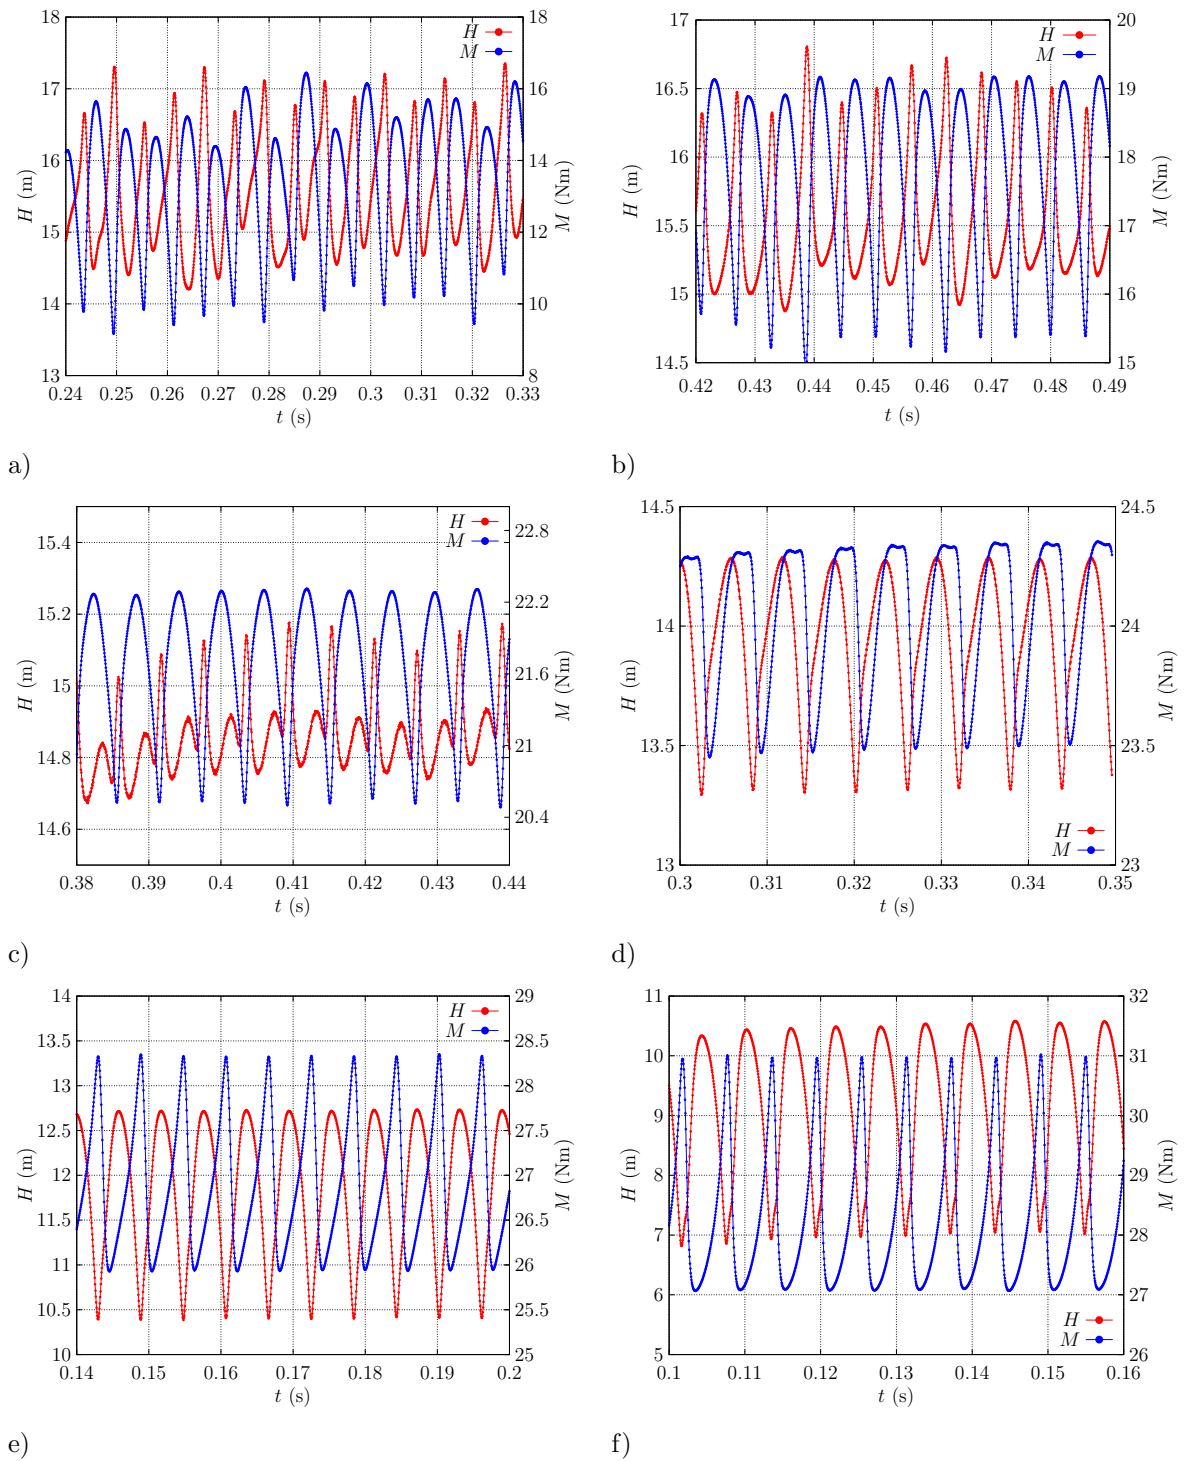 18
17
16
15
14
13
H (m)
18
16
14
12
10
8
M (Nm)
H
M
0.24 0.25 0.26 0.27 0.28 0.29 0.3 0.31 0.32 0.33
t (s)
a)
17
16.5
16
15.5
15
14.5
H (m)
20
19
18
17
16
15
M (Nm)
H
M
0.42 0.43 0.44 0.45 0.46 0.47 0.48 0.49
t (s)
b)
15.4
15.2
15
14.8
14.6
H (m)
22.8
22.2
21.6
21
20.4
M (Nm)
H
M
0.38 0.39 0.4 0.41 0.42 0.43 0.44
t (s)
c)
14.5
14
13.5
13
H (m)
24.5
24
23.5
23
M (Nm)
H
M
0.3 0.31 0.32 0.33 0.34 0.35
t (s)
d)
14
13.5
13
12.5
12
11.5
11
10.5
10
H (m)
29
28.5
28
27.5
27
26.5
26
25.5
25
M (Nm)
H
M
0.14 0.15 0.16 0.17 0.18 0.19 0.2
t (s)
e)
11
10
9
8
7
6
5
H (m)
32
31
30
29
28
27
26
M (Nm)
H
M
0.1 0.11 0.12 0.13 0.14 0.15 0.16
t (s)
f)